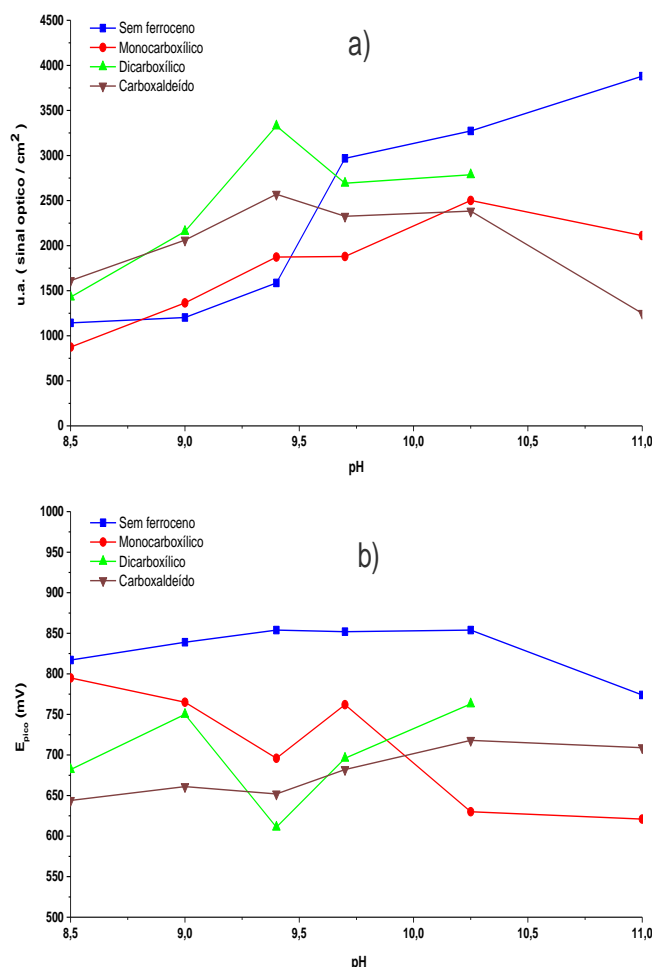 a)
Sem ferroceno
Monocarboxílico
Dicarboxílico
Carboxaldeído
u.a. ( sinal optico / cm²)
4500
4000
3500
3000
2500
2000
1500
1000
500
0
8,5 9,0 9,5 10,0 10,5 11,0
pH
b)
Sem ferroceno
Monocarboxílico
Dicarboxílico
Carboxaldeído
E_pico (mV)
1000
950
900
850
800
750
700
650
600
550
500
8,5 9,0 9,5 10,0 10,5 11,0
pH